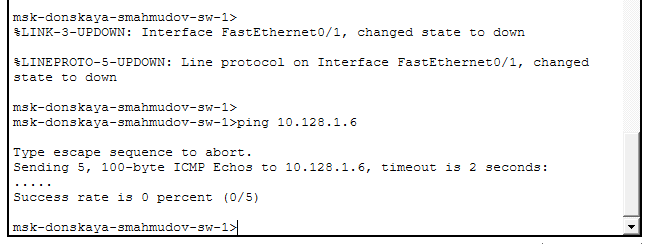 msk-donskaya-smahmudov-sw-1>
%LINK-3-UPDOWN: Interface FastEthernet0/1, changed state to down
%LINEPROTO-5-UPDOWN: Line protocol on Interface FastEthernet0/1, changed
state to down
msk-donskaya-smahmudov-sw-1>
msk-donskaya-smahmudov-sw-1>ping 10.128.1.6
Type escape sequence to abort.
Sending 5, 100-byte ICMP Echos to 10.128.1.6, timeout is 2 seconds:
.....
Success rate is 0 percent (0/5)
msk-donskaya-smahmudov-sw-1>